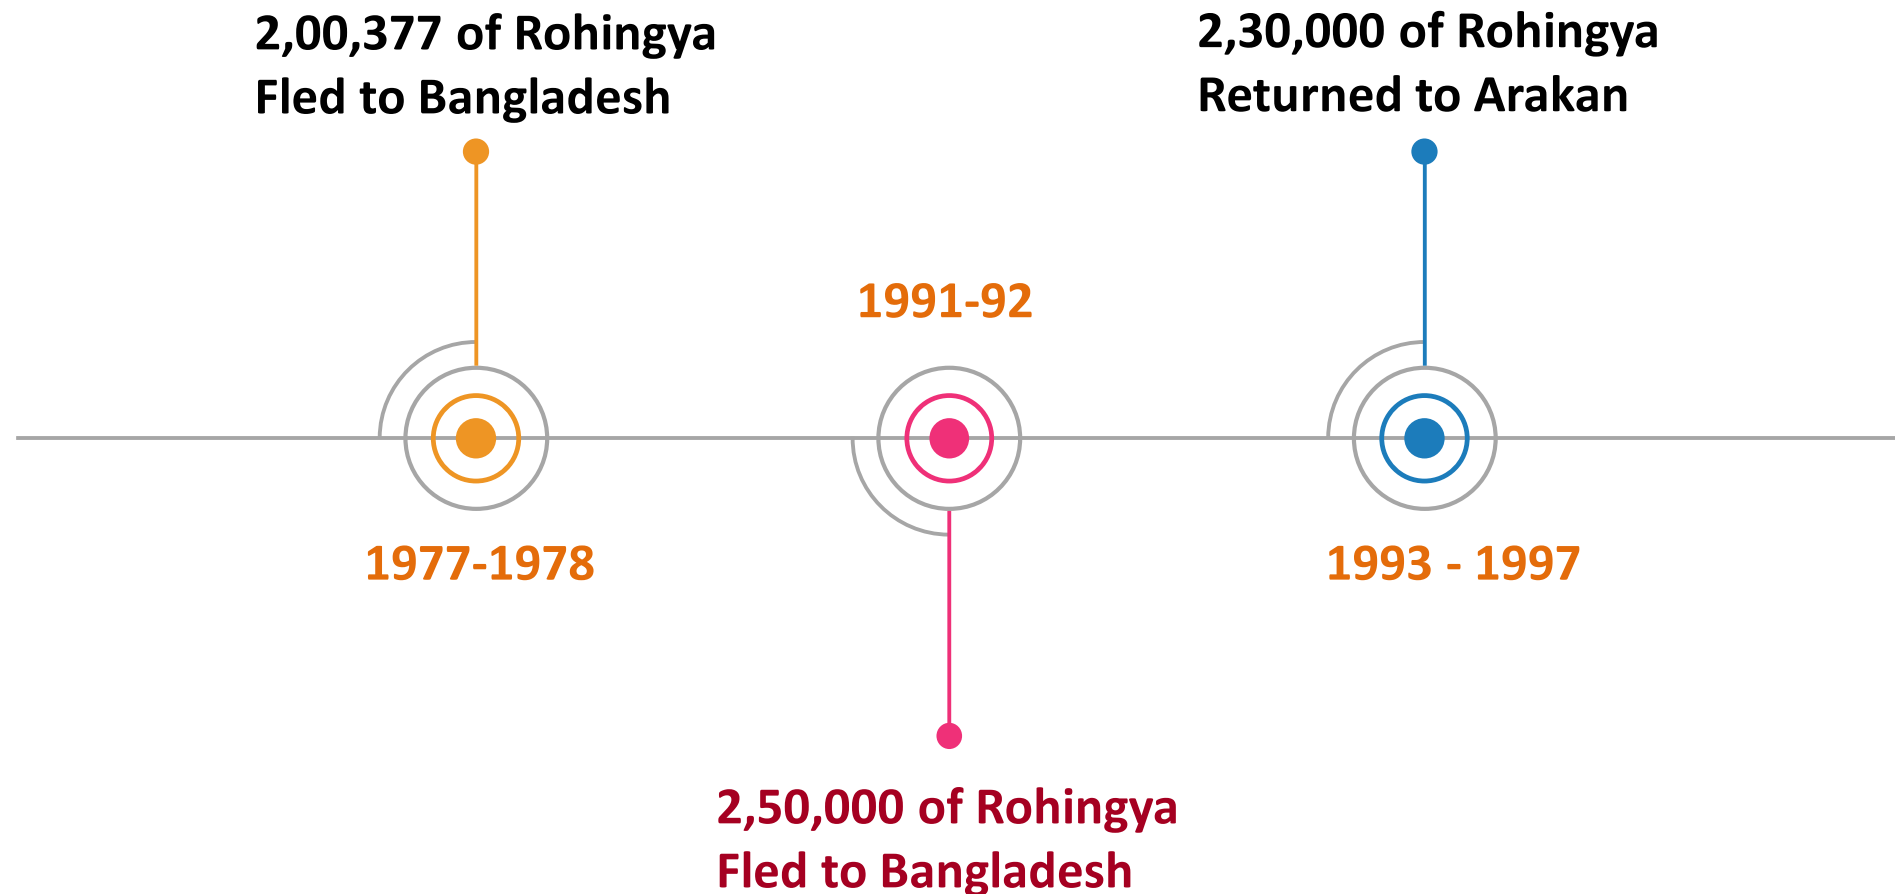 2,00,377 of Rohingya
Fled to Bangladesh
2,30,000 of Rohingya
Returned to Arakan
1991-92
1977-1978
1993 - 1997
2,50,000 of Rohingya
Fled to Bangladesh